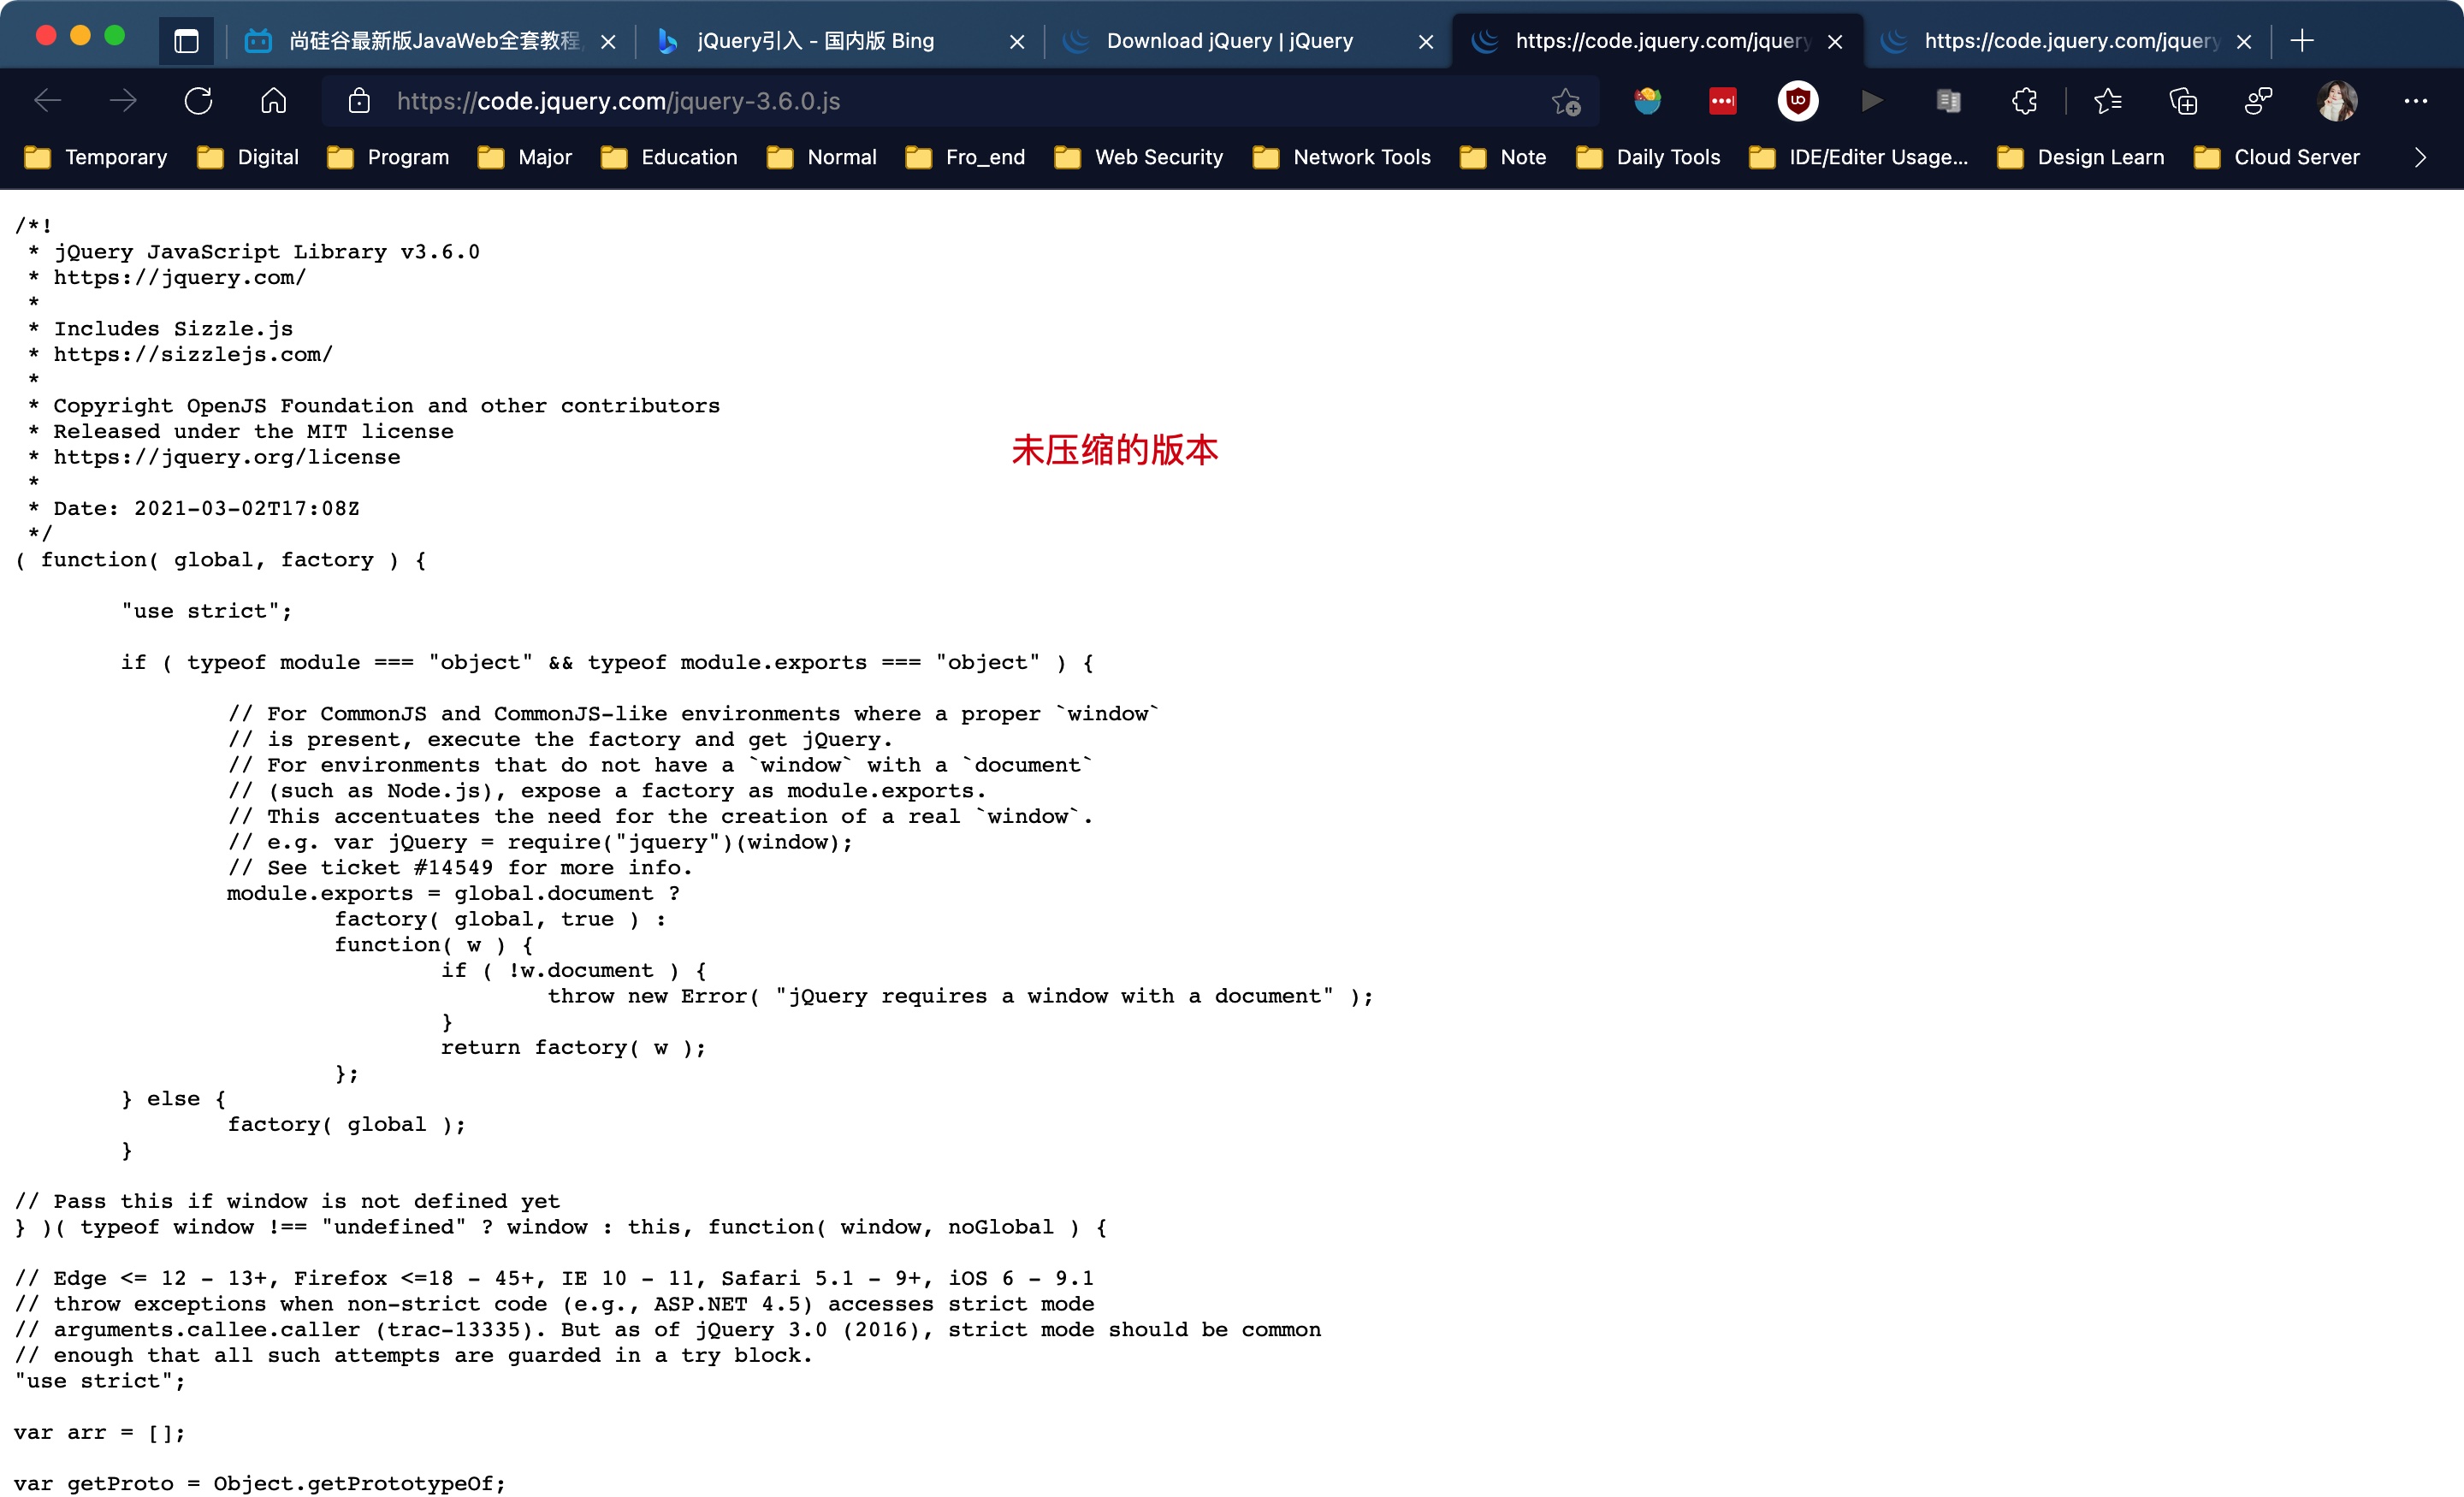 尚硅谷最新版JavaWeb全套教程,
jQuery引入 - 国内版 Bing
Download jQuery | jQuery
https://code.jquery.com/jquery
https://code.jquery.com/jquery
https://code.jquery.com/jquery-3.6.0.js
Temporary
Digital
Program
Major
Education
Normal
Fro_end
Web Security
Network Tools
Note
Daily Tools
IDE/Editer Usage...
Design Learn
Cloud Server
/*!
* jQuery JavaScript Library v3.6.0
* https://jquery.com/
*
* Includes Sizzle.js
* https://sizzlejs.com/
*
* Copyright OpenJS Foundation and other contributors
* Released under the MIT license
未压缩的版本
* https://jquery.org/license
*
* Date: 2021-03-02T17:08Z
*/
( function( global, factory ) {
"use strict";
if ( typeof module === "object" && typeof module.exports === "object" ) {
// For CommonJS and CommonJS-like environments where a proper `window`
// is present, execute the factory and get jQuery.
// For environments that do not have a `window` with a `document`
// (such as Node.js), expose a factory as module.exports.
// This accentuates the need for the creation of a real `window`.
// e.g. var jQuery = require("jquery")(window);
// See ticket #14549 for more info.
module.exports = global.document ?
factory( global, true ) :
function( w ) {
if ( !w.document ) {
throw new Error( "jQuery requires a window with a document" );
}
return factory( w );
};
} else {
factory( global );
}
// Pass this if window is not defined yet
} )( typeof window !== "undefined" ? window : this, function( window, noGlobal ) {
// Edge <= 12 - 13+, Firefox <=18 - 45+, IE 10 - 11, Safari 5.1 - 9+, iOS 6 - 9.1
// throw exceptions when non-strict code (e.g., ASP.NET 4.5) accesses strict mode
// arguments.callee.caller (trac-13335). But as of jQuery 3.0 (2016), strict mode should be common
// enough that all such attempts are guarded in a try block.
"use strict";
var arr = [];
var getProto = Object.getPrototypeOf;